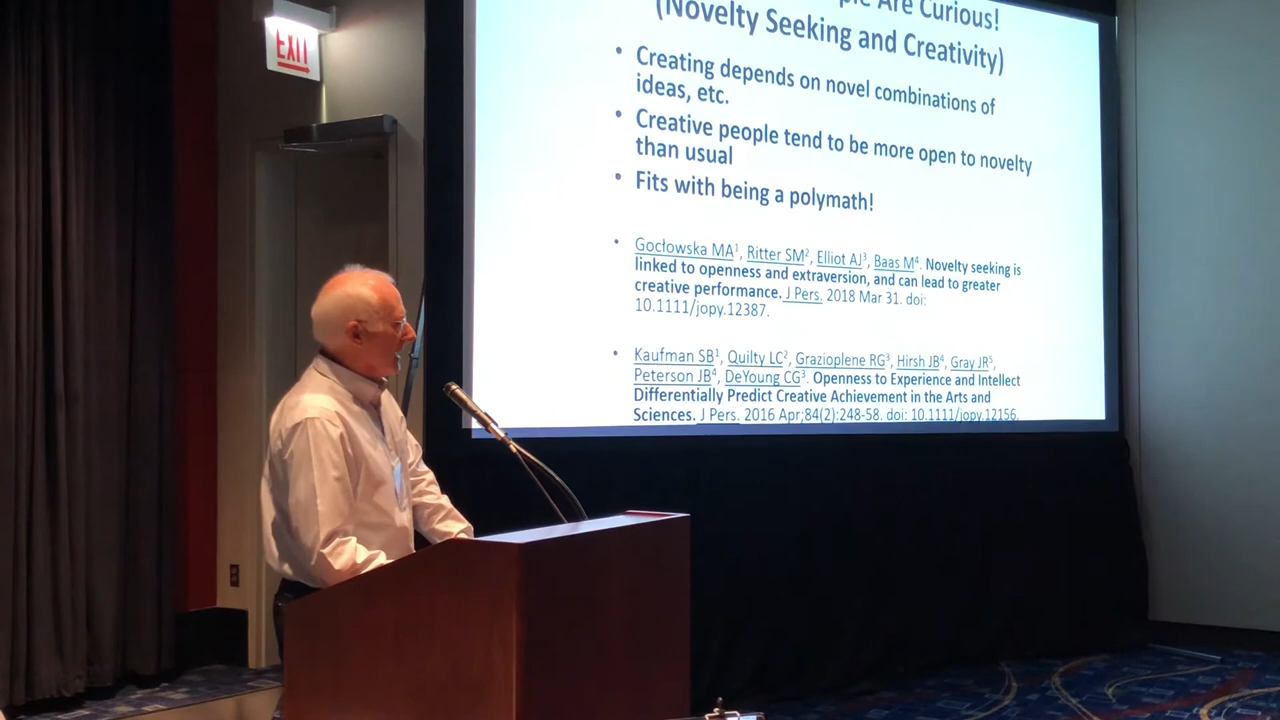 EXIT
Are Curious!
(Novelty Seeking and Creativity)
• Creating depends on novel combinations of
ideas, etc.
• Creative people tend to be more open to novelty
than usual
• Fits with being a polymath!
• Gocłowska MA¹, Ritter SM², Elliot AJ³, Baas M⁴. Novelty seeking is
linked to openness and extraversion, and can lead to greater
creative performance. J Pers. 2018 Mar 31. doi:
10.1111/jopy.12387.
• Kaufman SB¹, Quilty LC², Grazioplene RG³, Hirsh JB⁴, Gray JR⁵,
Peterson JB⁴, DeYoung CG³. Openness to Experience and Intellect
Differentially Predict Creative Achievement in the Arts and
Sciences. J Pers. 2016 Apr;84(2):248-58. doi: 10.1111/jopy.12156.